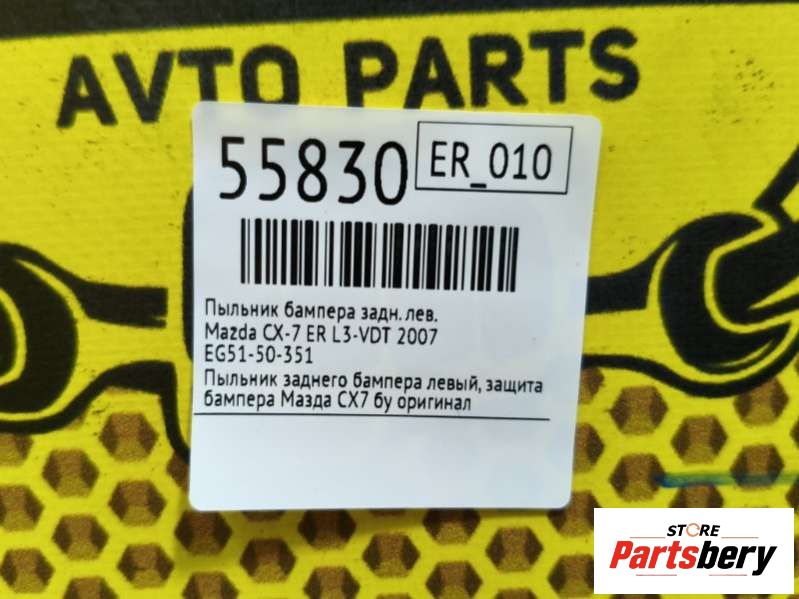 AVTO PARTS
55830 ER_010
Пыльник бампера задн. лев.
Mazda CX-7 ER L3-VDT 2007
EG51-50-351
Пыльник заднего бампера левый, защита
бампера Мазда СХ7 бу оригинал
STORE
Partsbery